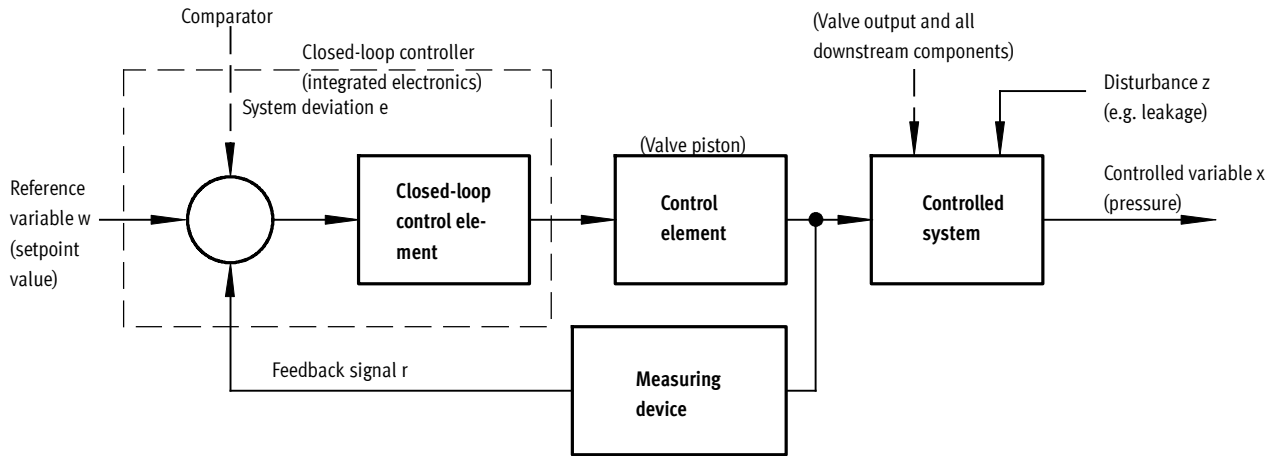 Comparator
Closed-loop controller
(integrated electronics)
System deviation e
(Valve output and all
downstream components)
Disturbance z
(e.g. leakage)
Reference
variable w
(setpoint
value)
Closed-loop
control ele-
ment
(Valve piston)
Control
element
Controlled
system
Controlled variable x
(pressure)
Feedback signal r
Measuring
device